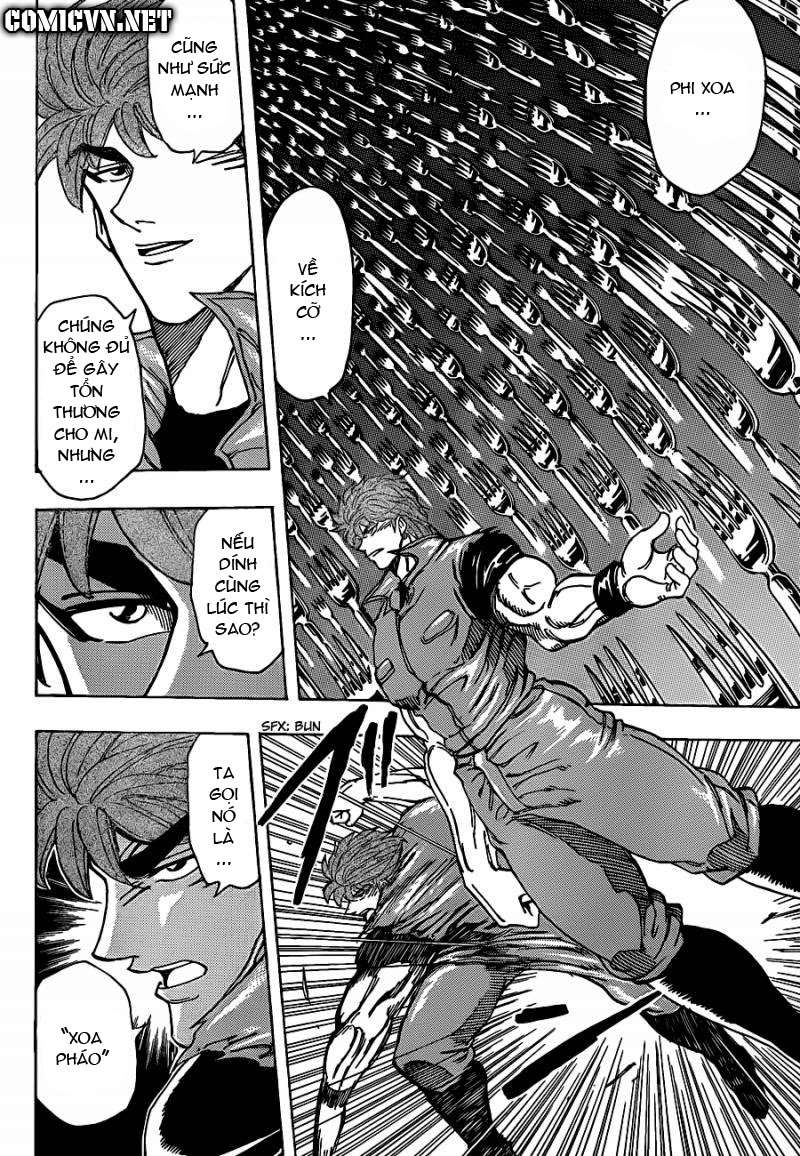 COMICVN.NET
PHI XOA
...
VỀ
KÍCH
CỠ
...
CŨNG
NHƯ SỨC
MẠNH
...
CHÚNG
KHÔNG ĐỦ
ĐỂ GÂY
TỔN
THƯƠNG
CHO MI,
NHƯNG
...
NẾU
DÍNH
CÙNG
LÚC THÌ
SAO?
SFX: BUN
TA
GỌI
NÓ
LÀ
...
“XOA
PHÁO”